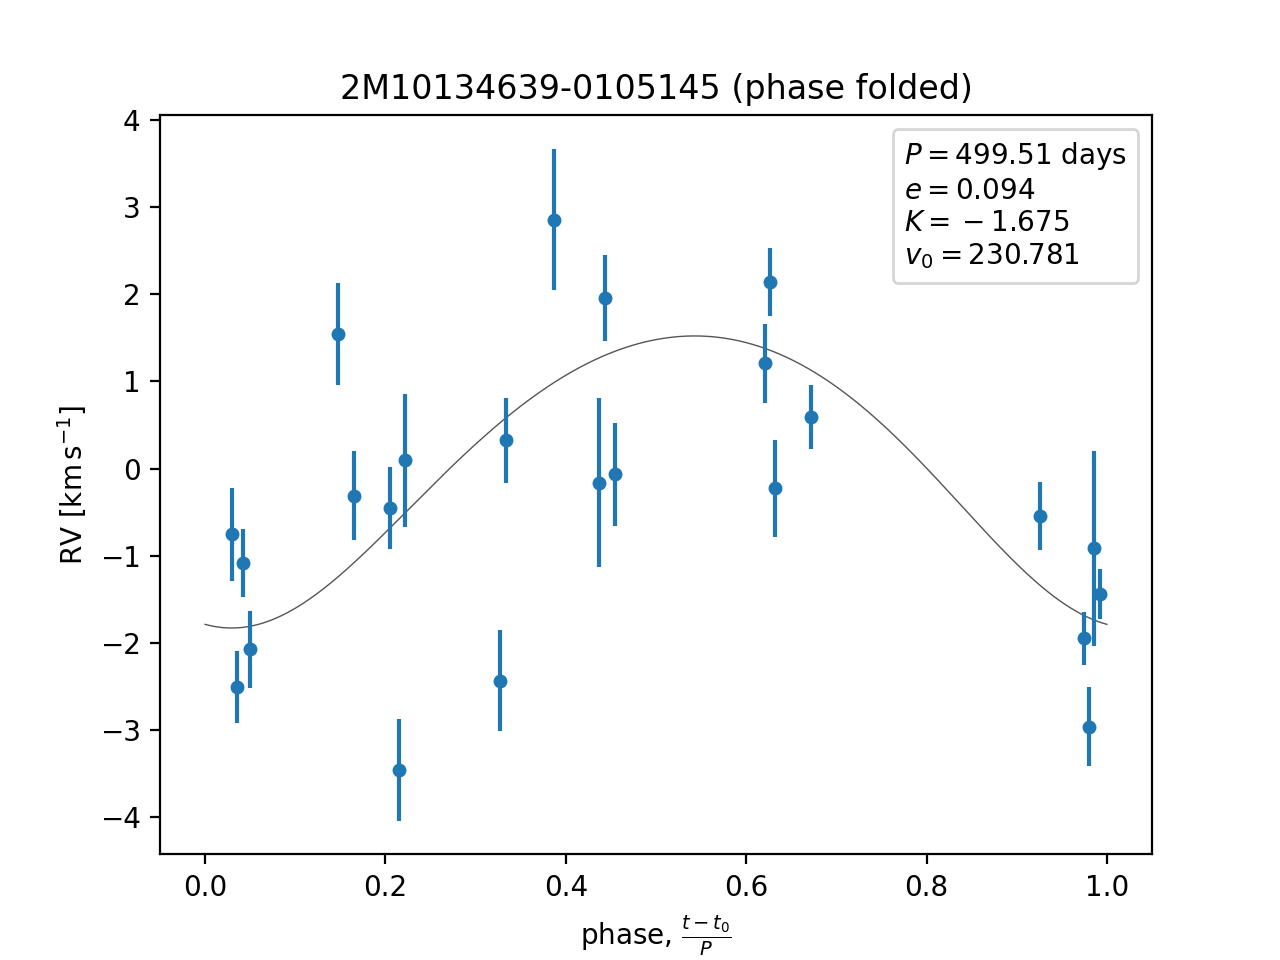 2M10134639-0105145 (phase folded)
P = 499.51 days
e = 0.094
K = −1.675
v₀ = 230.781
RV [km s⁻¹]
4
3
2
1
0
−1
−2
−3
−4
0.0 0.2 0.4 0.6 0.8 1.0
phase, (t − t₀)/P